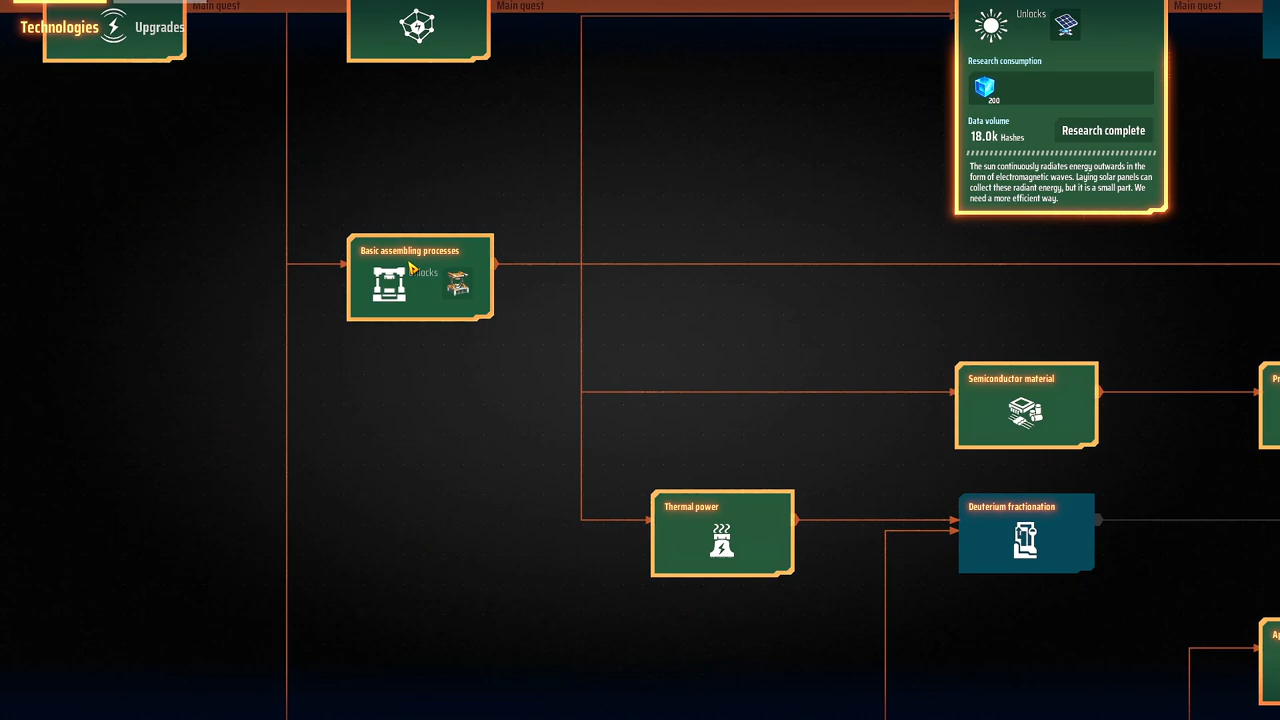 Main quest
Main quest
Main quest
Technologies
Upgrades
Unlocks
Research consumption
200
Data volume
18.0k Hashes
Research complete
The sun continuously radiates energy outwards in the
form of electromagnetic waves. Laying solar panels can
collect these radiant energy, but it is a small part. We
need a more efficient way.
Basic assembling processes
Unlocks
Semiconductor material
Thermal power
Deuterium fractionation